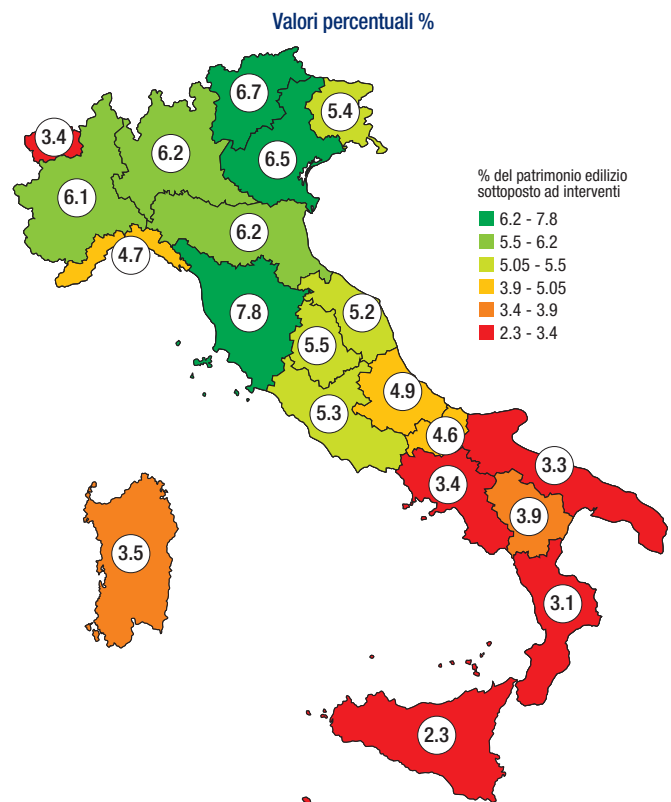 Valori percentuali %
6.7
5.4
3.4
6.2
6.5
6.1
% del patrimonio edilizio
sottoposto ad interventi
6.2 - 7.8
5.5 - 6.2
5.05 - 5.5
3.9 - 5.05
3.4 - 3.9
2.3 - 3.4
6.2
4.7
7.8
5.2
5.5
4.9
5.3
4.6
3.3
3.4
3.9
3.5
3.1
2.3